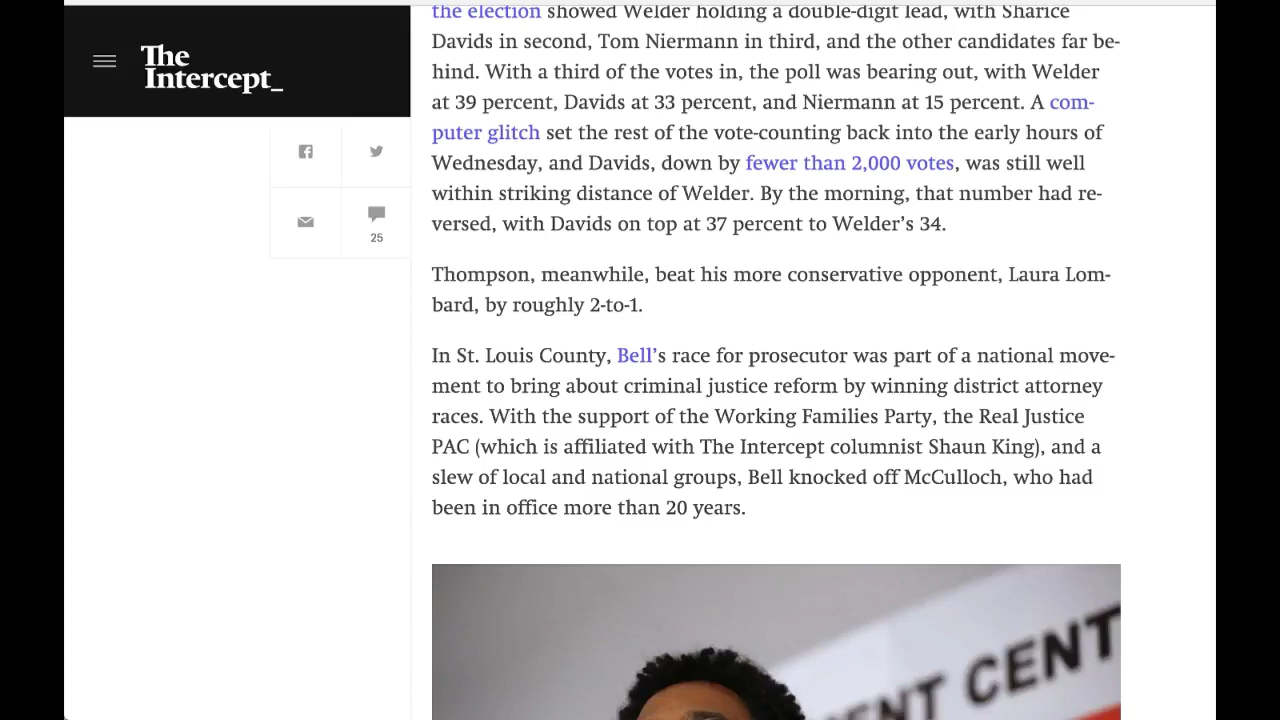 The
Intercept_
25
the election showed Welder holding a double-digit lead, with Sharice
Davids in second, Tom Niermann in third, and the other candidates far be-
hind. With a third of the votes in, the poll was bearing out, with Welder
at 39 percent, Davids at 33 percent, and Niermann at 15 percent. A com-
puter glitch set the rest of the vote-counting back into the early hours of
Wednesday, and Davids, down by fewer than 2,000 votes, was still well
within striking distance of Welder. By the morning, that number had re-
versed, with Davids on top at 37 percent to Welder’s 34.
Thompson, meanwhile, beat his more conservative opponent, Laura Lom-
bard, by roughly 2-to-1.
In St. Louis County, Bell’s race for prosecutor was part of a national move-
ment to bring about criminal justice reform by winning district attorney
races. With the support of the Working Families Party, the Real Justice
PAC (which is affiliated with The Intercept columnist Shaun King), and a
slew of local and national groups, Bell knocked off McCulloch, who had
been in office more than 20 years.
ENT CENT